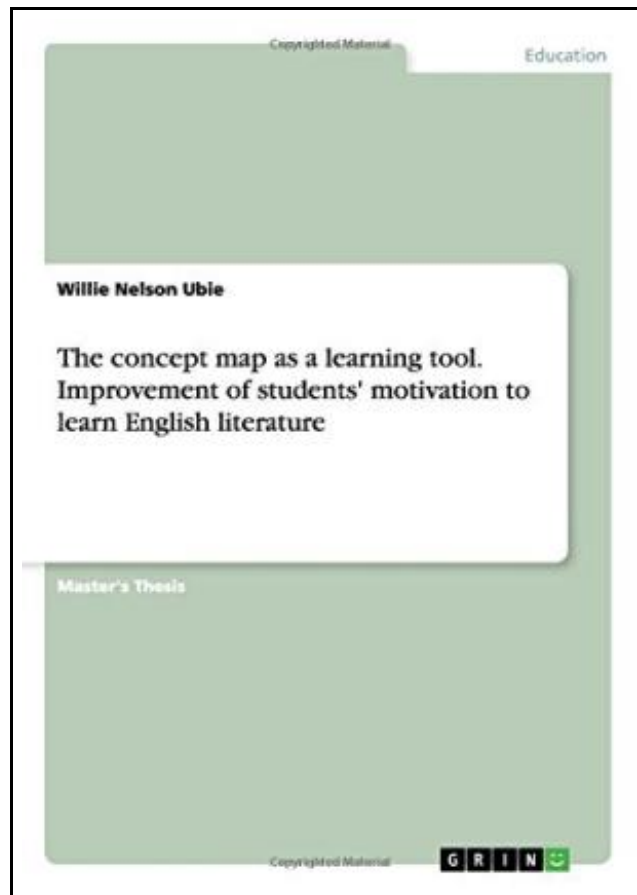 Copyrighted Material
Education
Willie Nelson Ubie
The concept map as a learning tool.
Improvement of students' motivation to
learn English literature
Master's Thesis
Copyrighted Material
GRIN